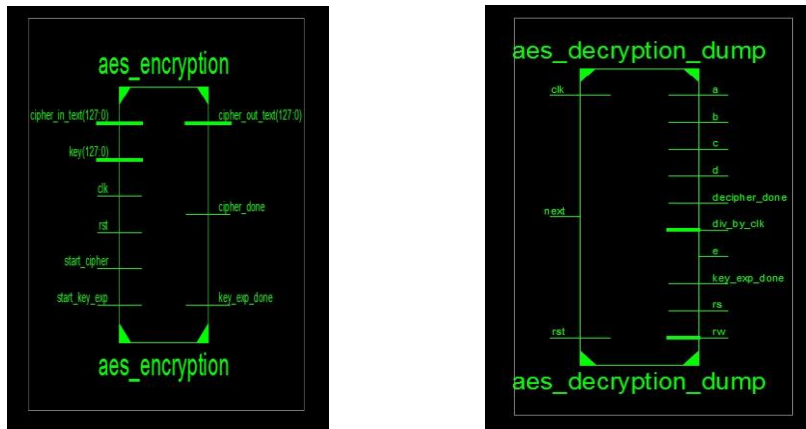 aes_encryption
cipher_in_text(127:0)
cipher_out_text(127:0)
key(127:0)
clk
cipher_done
rst
start_cipher
start_key_exp
key_exp_done
aes_encryption
aes_decryption_dump
clk
a
b
c
d
decipher_done
next
div_by_clk
e
key_exp_done
rs
rst
rw
aes_decryption_dump